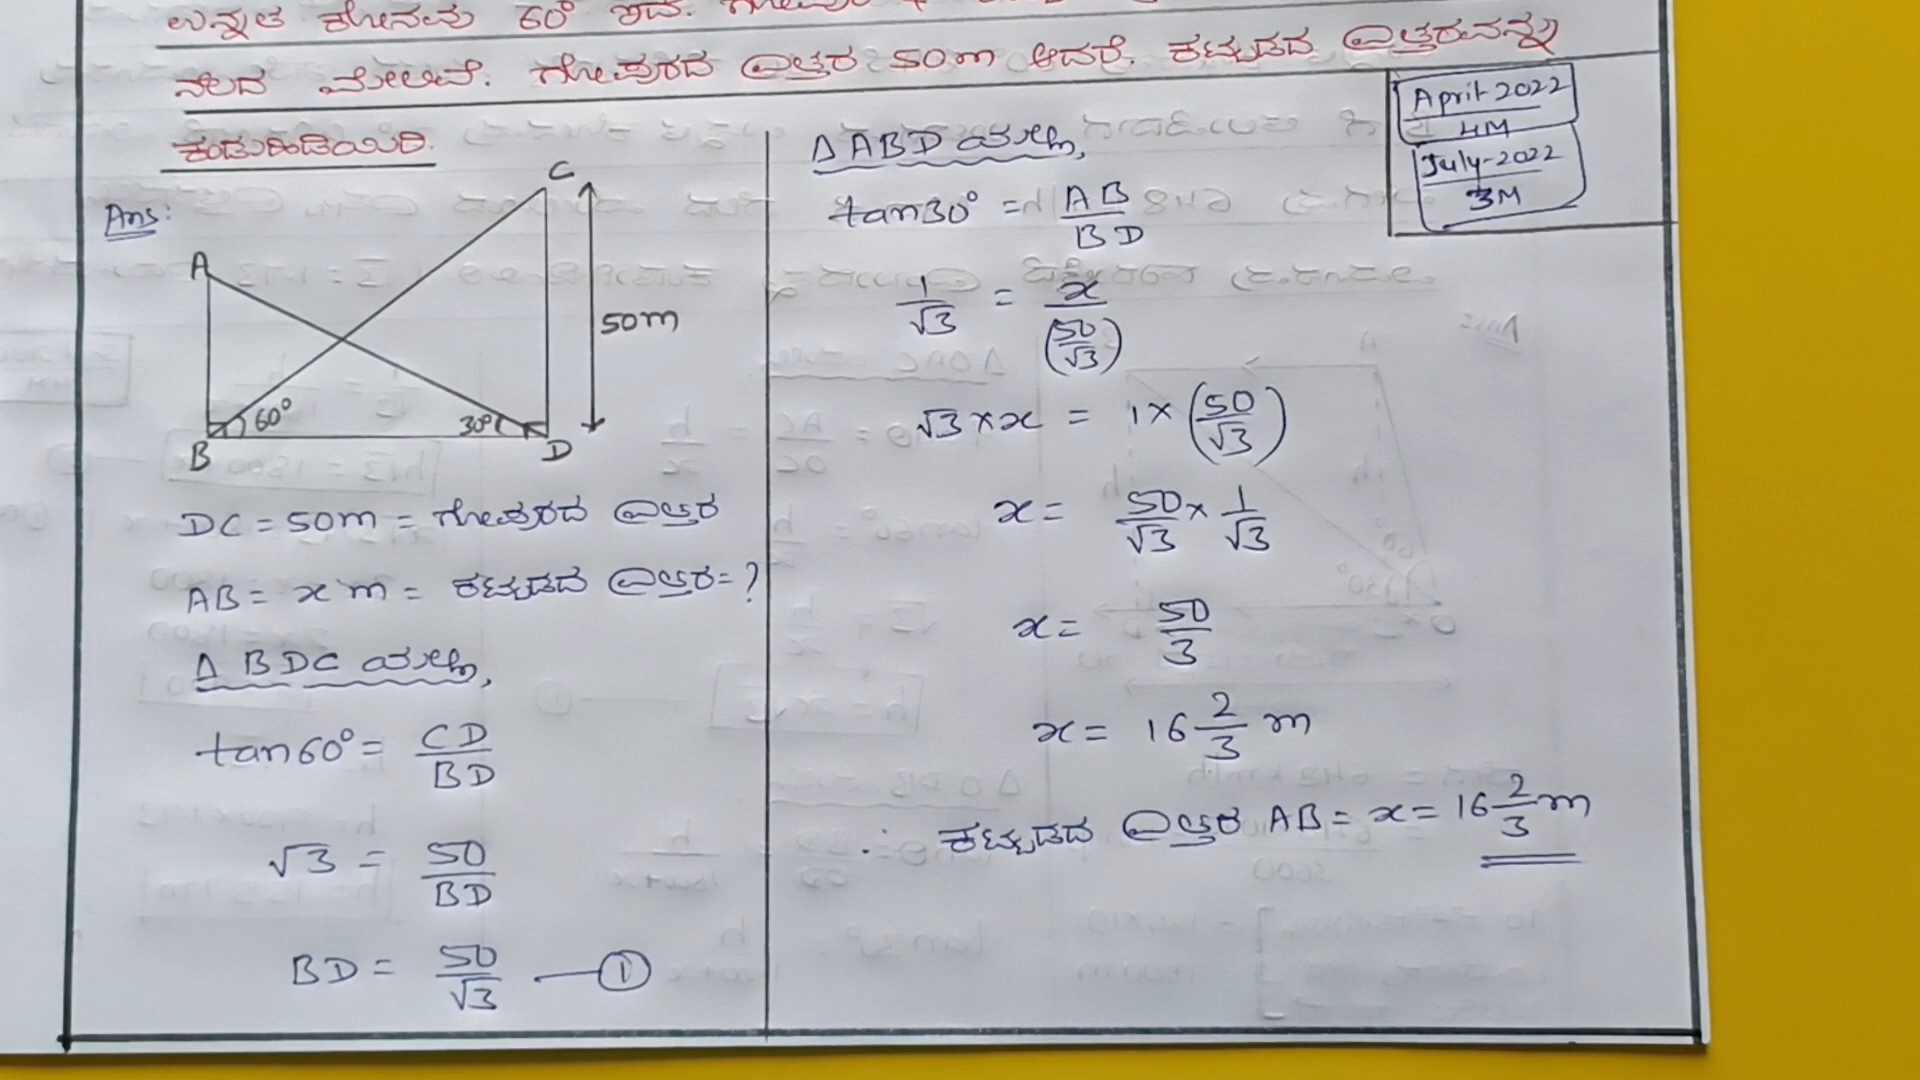 ಉನ್ನತ ಕೋನವು 60°
ನೆಲದ ಮೇಲಿವೆ. ಗೋಪುರದ ಎತ್ತರ 50m ಆದರೆ. ಕಟ್ಟಡದ ಎತ್ತರವನ್ನು
ಕಂಡುಹಿಡಿಯಿರಿ.
April 2022
4M
July-2022
3M
Ans:
C
A
50m
60°
30°
B
D
DC = 50m = ಗೋಪುರದ ಎತ್ತರ
AB = x m = ಕಟ್ಟಡದ ಎತ್ತರ = ?
Δ BDC ಯಲ್ಲಿ,
tan60° = CD/BD
√3 = 50/BD
BD = 50/√3 — ①
Δ ABD ಯಲ್ಲಿ,
tan30° = AB/BD
1/√3 = x/(50/√3)
√3 × x = 1 × (50/√3)
x = 50/√3 × 1/√3
x = 50/3
x = 16 2/3 m
∴ ಕಟ್ಟಡದ ಎತ್ತರ AB = x = 16 2/3 m